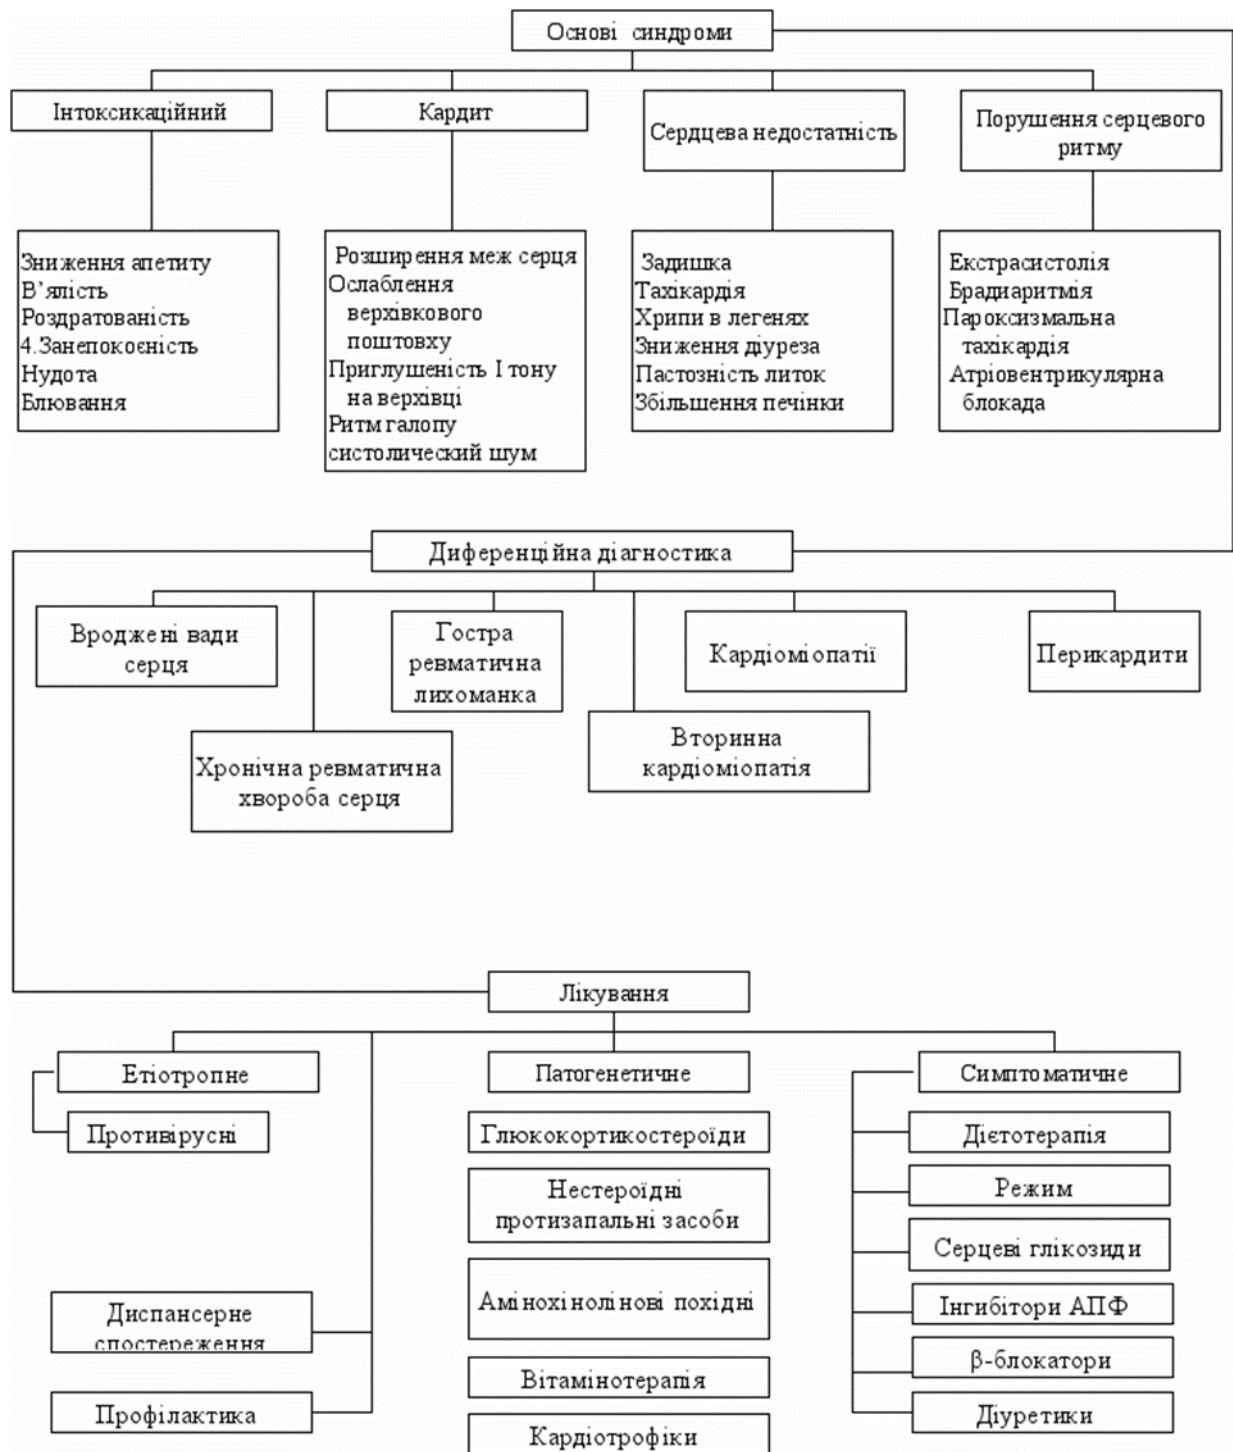 Основі синдроми
Інтоксикаційний
Кардит
Сердцева недостатність
Порушення серцевого
ритму
Зниження апетиту
В’ялість
Роздратованість
4.Занепокоєність
Нудота
Блювання
Розширення меж серця
Ослаблення
верхівкового
поштовху
Приглушеність І тону
на верхівці
Ритм галопу
систолический шум
Задишка
Тахікардія
Хрипи в легенях
Зниження діуреза
Пастозність литок
Збільшення печінки
Екстрасистолія
Брадиаритмія
Пароксизмальна
тахікардія
Атріовентрикулярна
блокада
Диференційна діагностика
Вроджені вади
серця
Гостра
ревматична
лихоманка
Кардіоміопатії
Перикардити
Хронічна ревматична
хвороба серця
Вторинна
кардіоміопатія
Лікування
Етіотропне
Противірусні
Диспансерне
спостереження
Профілактика
Патогенетичне
Глюкокортикостероїди
Нестероїдні
протизапальні засоби
Амінохінолінові похідні
Вітамінотерапія
Кардіотрофіки
Симптоматичне
Дієтотерапія
Режим
Серцеві глікозиди
Інгибітори АПФ
β-блокатори
Діуретики